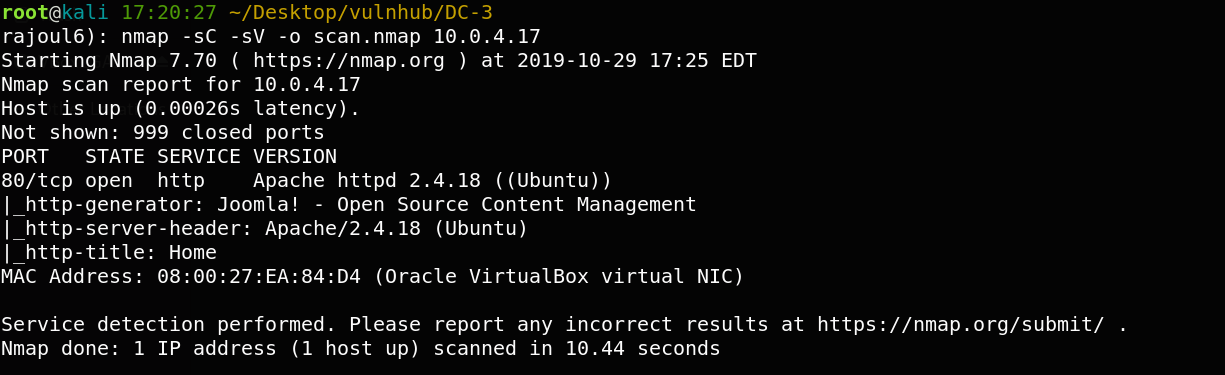 root@kali 17:20:27 ~/Desktop/vulnhub/DC-3
rajoul6): nmap -sC -sV -o scan.nmap 10.0.4.17
Starting Nmap 7.70 ( https://nmap.org ) at 2019-10-29 17:25 EDT
Nmap scan report for 10.0.4.17
Host is up (0.00026s latency).
Not shown: 999 closed ports
PORT   STATE SERVICE VERSION
80/tcp open  http    Apache httpd 2.4.18 ((Ubuntu))
|_http-generator: Joomla! - Open Source Content Management
|_http-server-header: Apache/2.4.18 (Ubuntu)
|_http-title: Home
MAC Address: 08:00:27:EA:84:D4 (Oracle VirtualBox virtual NIC)

Service detection performed. Please report any incorrect results at https://nmap.org/submit/ .
Nmap done: 1 IP address (1 host up) scanned in 10.44 seconds